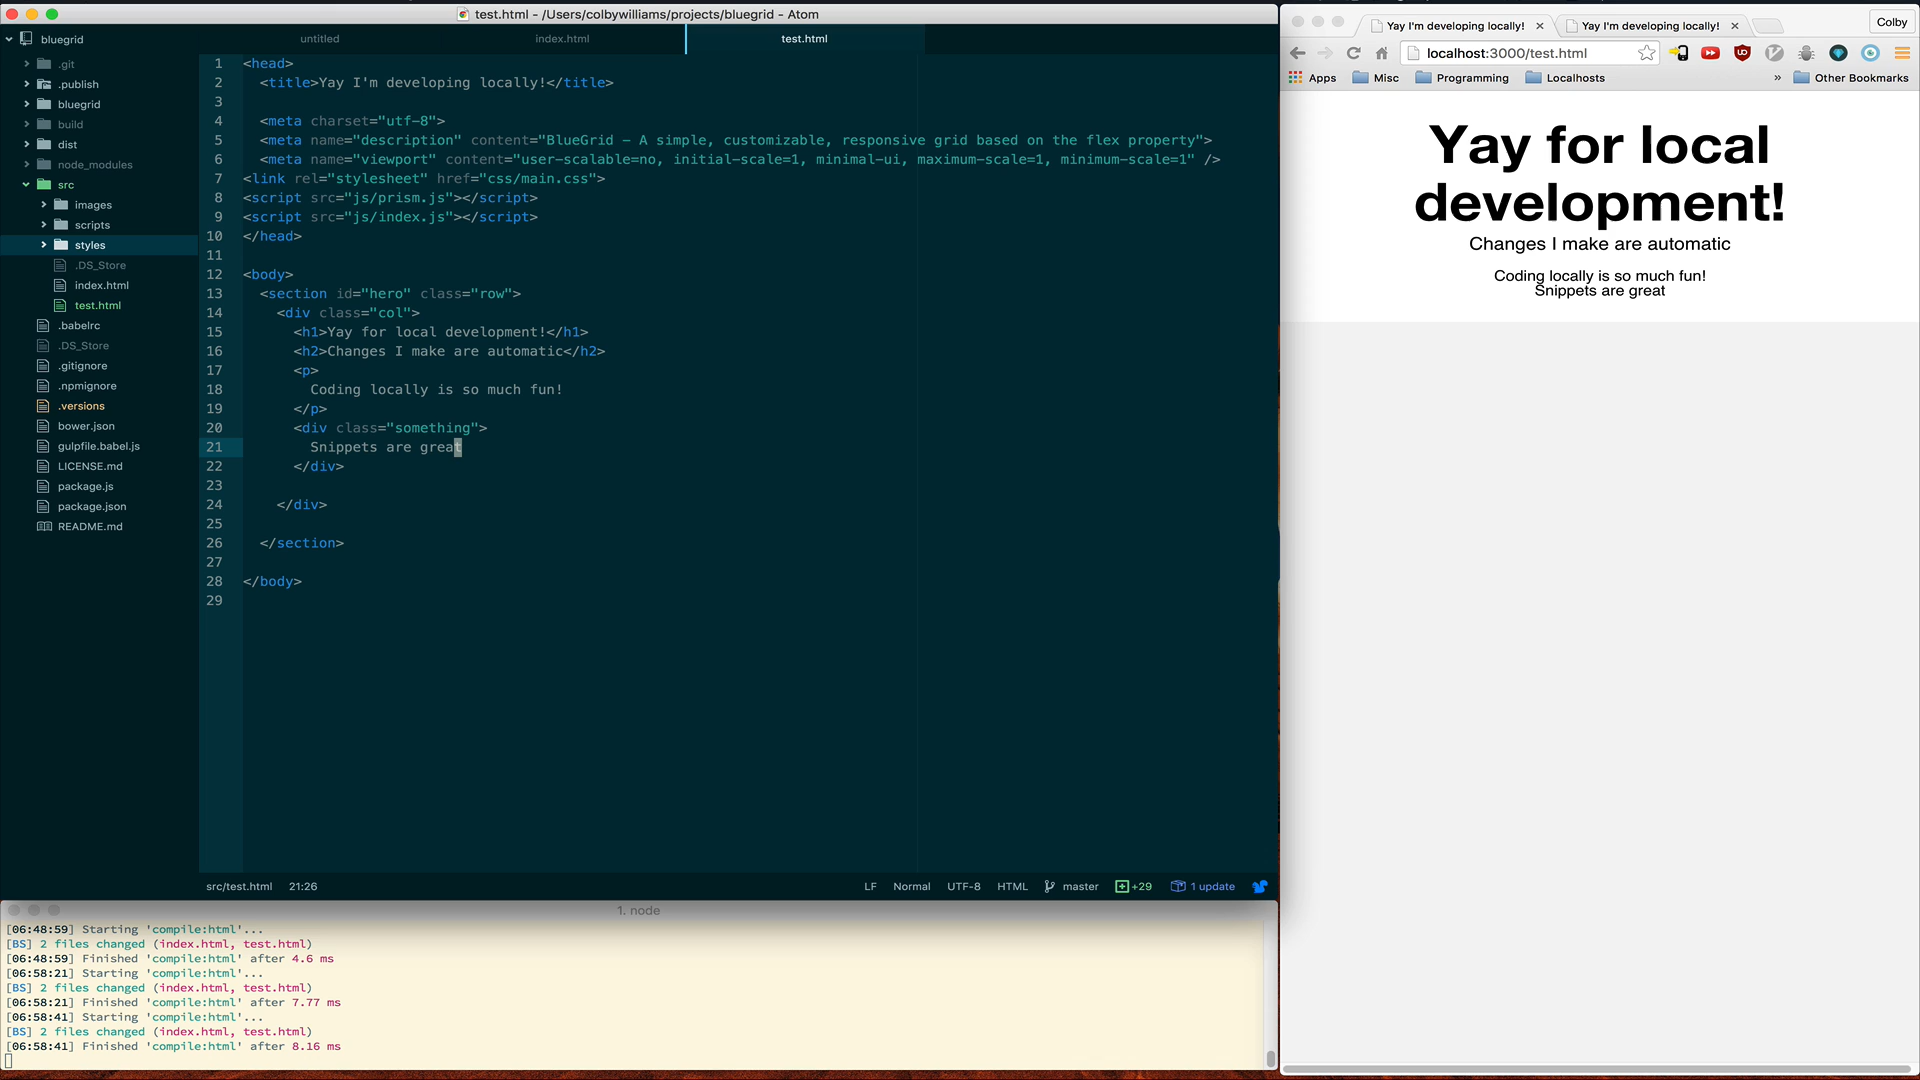 test.html - /Users/colbywilliams/projects/bluegrid - Atom
bluegrid
.git
.publish
bluegrid
build
dist
node_modules
src
images
scripts
styles
.DS_Store
index.html
test.html
.babelrc
.DS_Store
.gitignore
.npmignore
.versions
bower.json
gulpfile.babel.js
LICENSE.md
package.js
package.json
README.md
untitled index.html test.html
1 <head>
2 <title>Yay I'm developing locally!</title>
3
4 <meta charset="utf-8">
5 <meta name="description" content="BlueGrid – A simple, customizable, responsive grid based on the flex property">
6 <meta name="viewport" content="user-scalable=no, initial-scale=1, minimal-ui, maximum-scale=1, minimum-scale=1" />
7 <link rel="stylesheet" href="css/main.css">
8 <script src="js/prism.js"></script>
9 <script src="js/index.js"></script>
10 </head>
11
12 <body>
13 <section id="hero" class="row">
14 <div class="col">
15 <h1>Yay for local development!</h1>
16 <h2>Changes I make are automatic</h2>
17 <p>
18 Coding locally is so much fun!
19 </p>
20 <div class="something">
21 Snippets are great
22 </div>
23
24 </div>
25
26 </section>
27
28 </body>
29
src/test.html 21:26 LF Normal UTF-8 HTML master +29 1 update
1. node
[06:48:59] Starting 'compile:html'...
[BS] 2 files changed (index.html, test.html)
[06:48:59] Finished 'compile:html' after 4.6 ms
[06:58:21] Starting 'compile:html'...
[BS] 2 files changed (index.html, test.html)
[06:58:21] Finished 'compile:html' after 7.77 ms
[06:58:41] Starting 'compile:html'...
[BS] 2 files changed (index.html, test.html)
[06:58:41] Finished 'compile:html' after 8.16 ms
Yay I'm developing locally! Yay I'm developing locally! Colby
localhost:3000/test.html
Apps Misc Programming Localhosts » Other Bookmarks
Yay for local
development!
Changes I make are automatic
Coding locally is so much fun!
Snippets are great